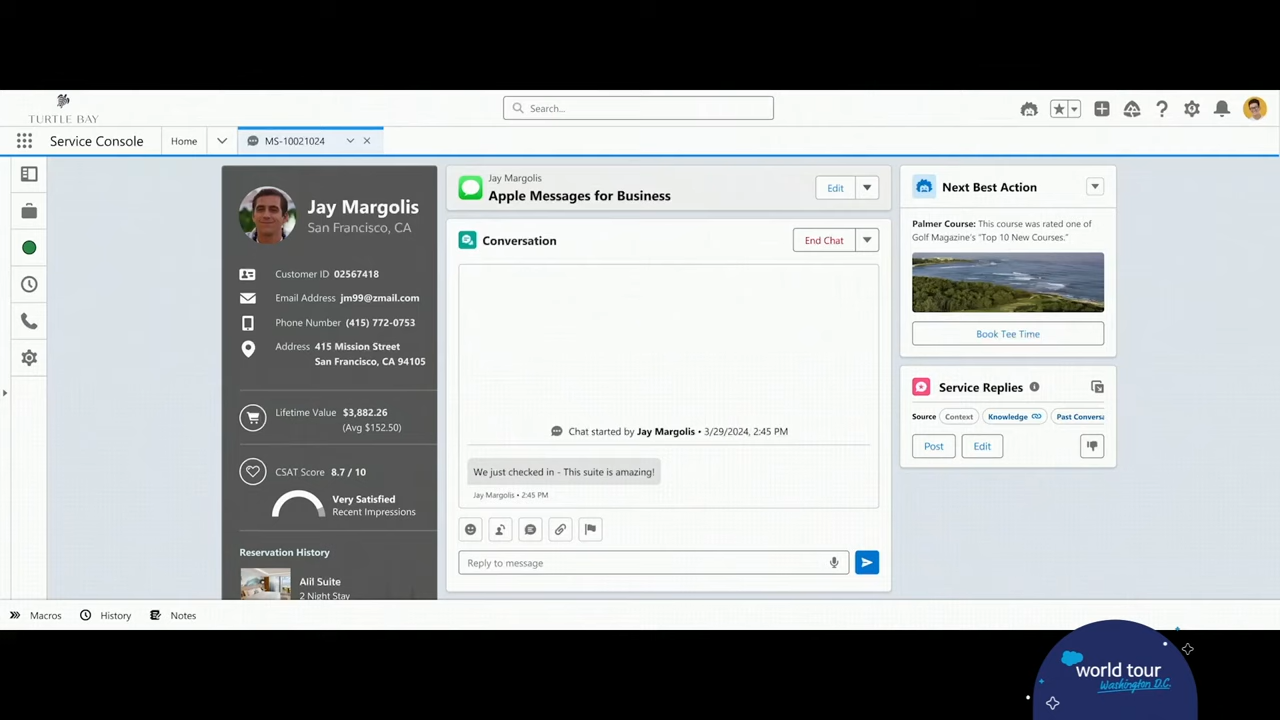 TURTLE BAY
Search...
Service Console
Home
MS-10021024
Jay Margolis
San Francisco, CA
Customer ID 02567418
Email Address jm99@zmail.com
Phone Number (415) 772-0753
Address 415 Mission Street
San Francisco, CA 94105
Lifetime Value $3,882.26
(Avg $152.50)
CSAT Score 8.7 / 10
Very Satisfied
Recent Impressions
Reservation History
Alil Suite
2 Night Stay
Jay Margolis
Apple Messages for Business
Edit
Conversation
End Chat
Chat started by Jay Margolis • 3/29/2024, 2:45 PM
We just checked in - This suite is amazing!
Jay Margolis • 2:45 PM
Reply to message
Next Best Action
Palmer Course: This course was rated one of
Golf Magazine's "Top 10 New Courses."
Book Tee Time
Service Replies
Source Context Knowledge Past Conversa
Post Edit
Macros History Notes
world tour
Washington D.C.